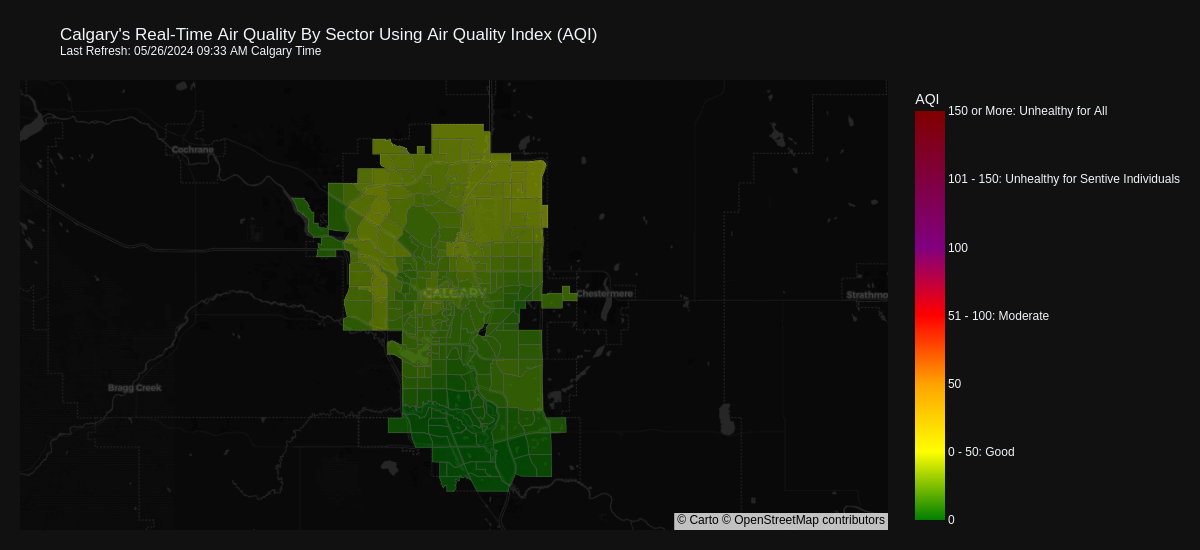 Calgary's Real-Time Air Quality By Sector Using Air Quality Index (AQI)
Last Refresh: 05/26/2024 09:33 AM Calgary Time
AQI
150 or More: Unhealthy for All
Cochrane
101 - 150: Unhealthy for Sentive Individuals
100
CALGARY
Chestermere
Strathmo
51 - 100: Moderate
Bragg Creek
50
0 - 50: Good
© Carto © OpenStreetMap contributors
0